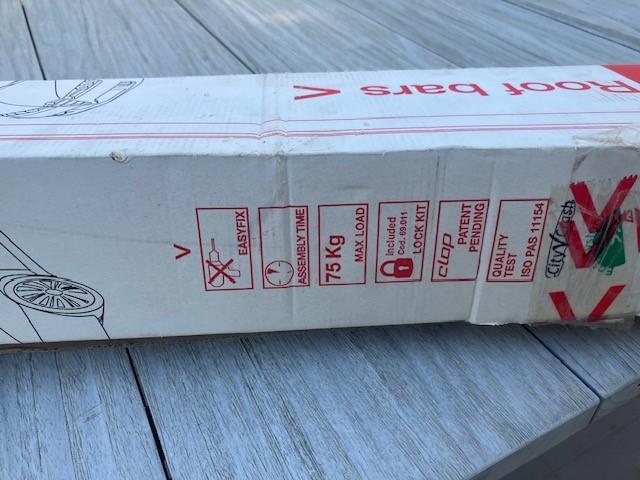 Roof bars
EASYFIX
ASSEMBLY TIME
75 Kg
MAX LOAD
included
Cod. 69.011
LOCK KIT
clop
PATENT
PENDING
QUALITY
TEST
ISO PAS 11154